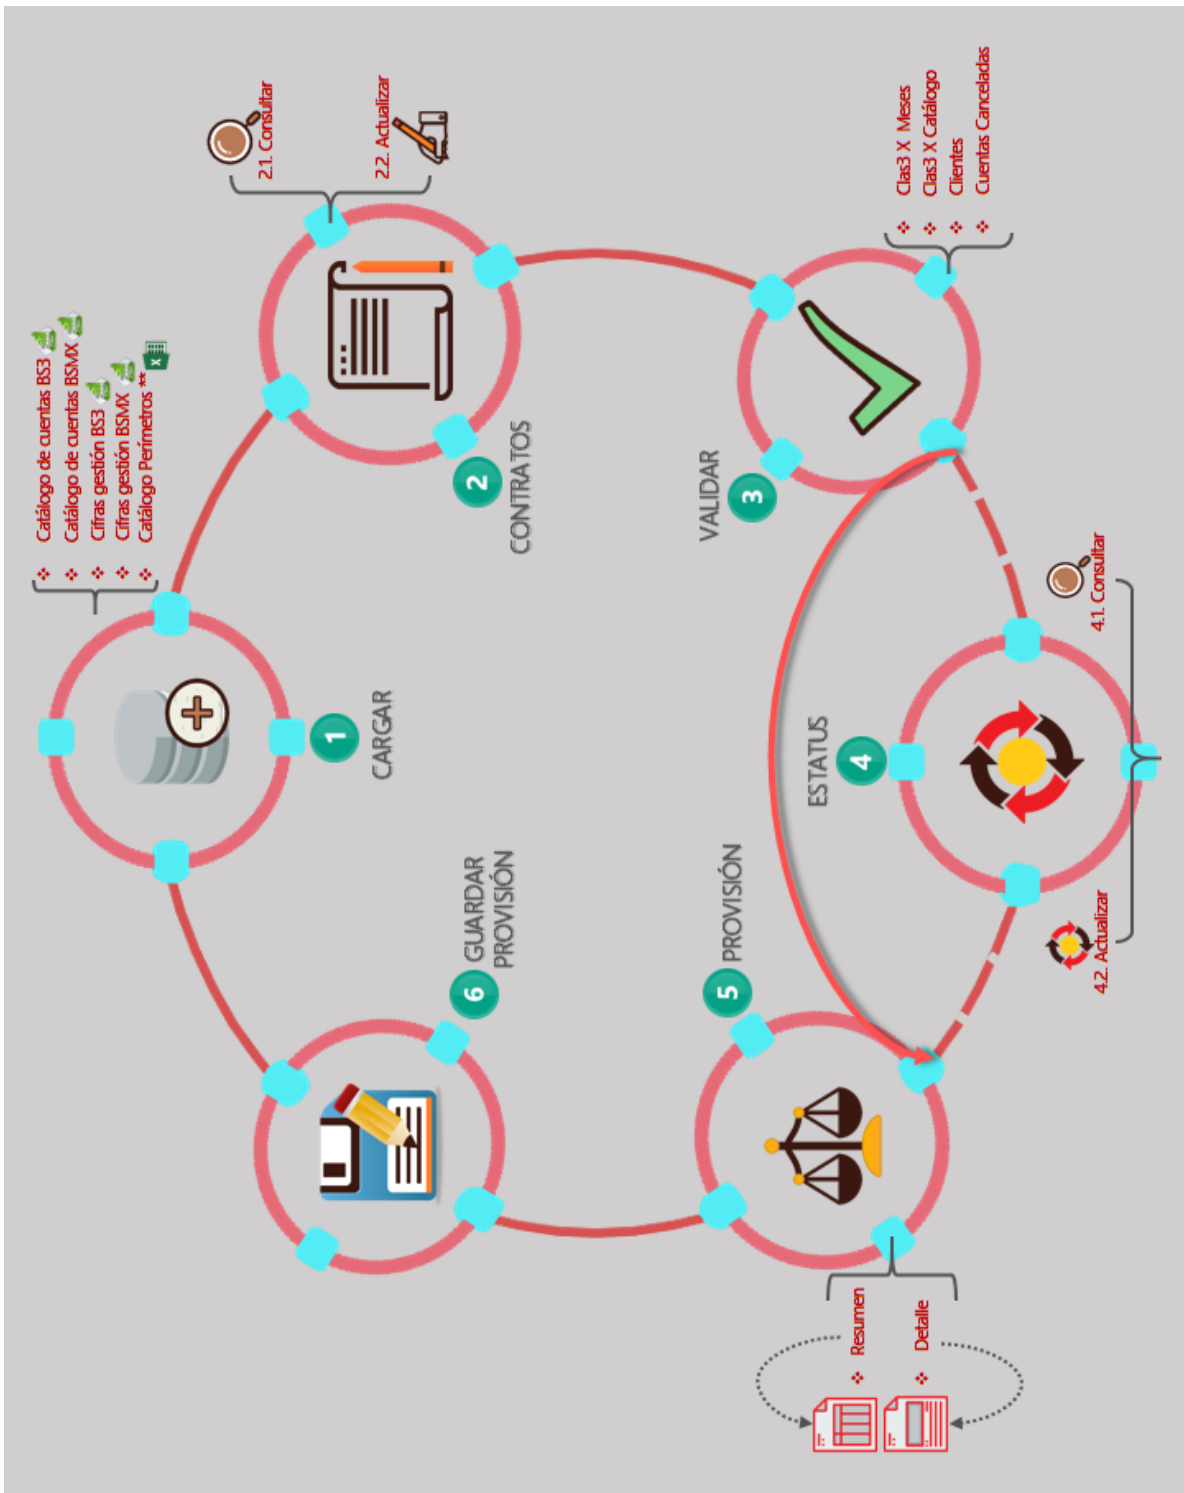 1
CARGAR
❖ Catálogo de cuentas BS3
❖ Catálogo de cuentas BSMX
❖ Cifras gestión BS3
❖ Cifras gestión BSMX
❖ Catálogo Perímetros **
X
2
CONTRATOS
2.1. Consultar
2.2. Actualizar
3
VALIDAR
❖ Clas3 X Meses
❖ Clas3 X Catálogo
❖ Clientes
❖ Cuentas Canceladas
4
ESTATUS
4.1. Consultar
4.2. Actualizar
5
PROVISIÓN
❖ Resumen
❖ Detalle
6
GUARDAR
PROVISIÓN